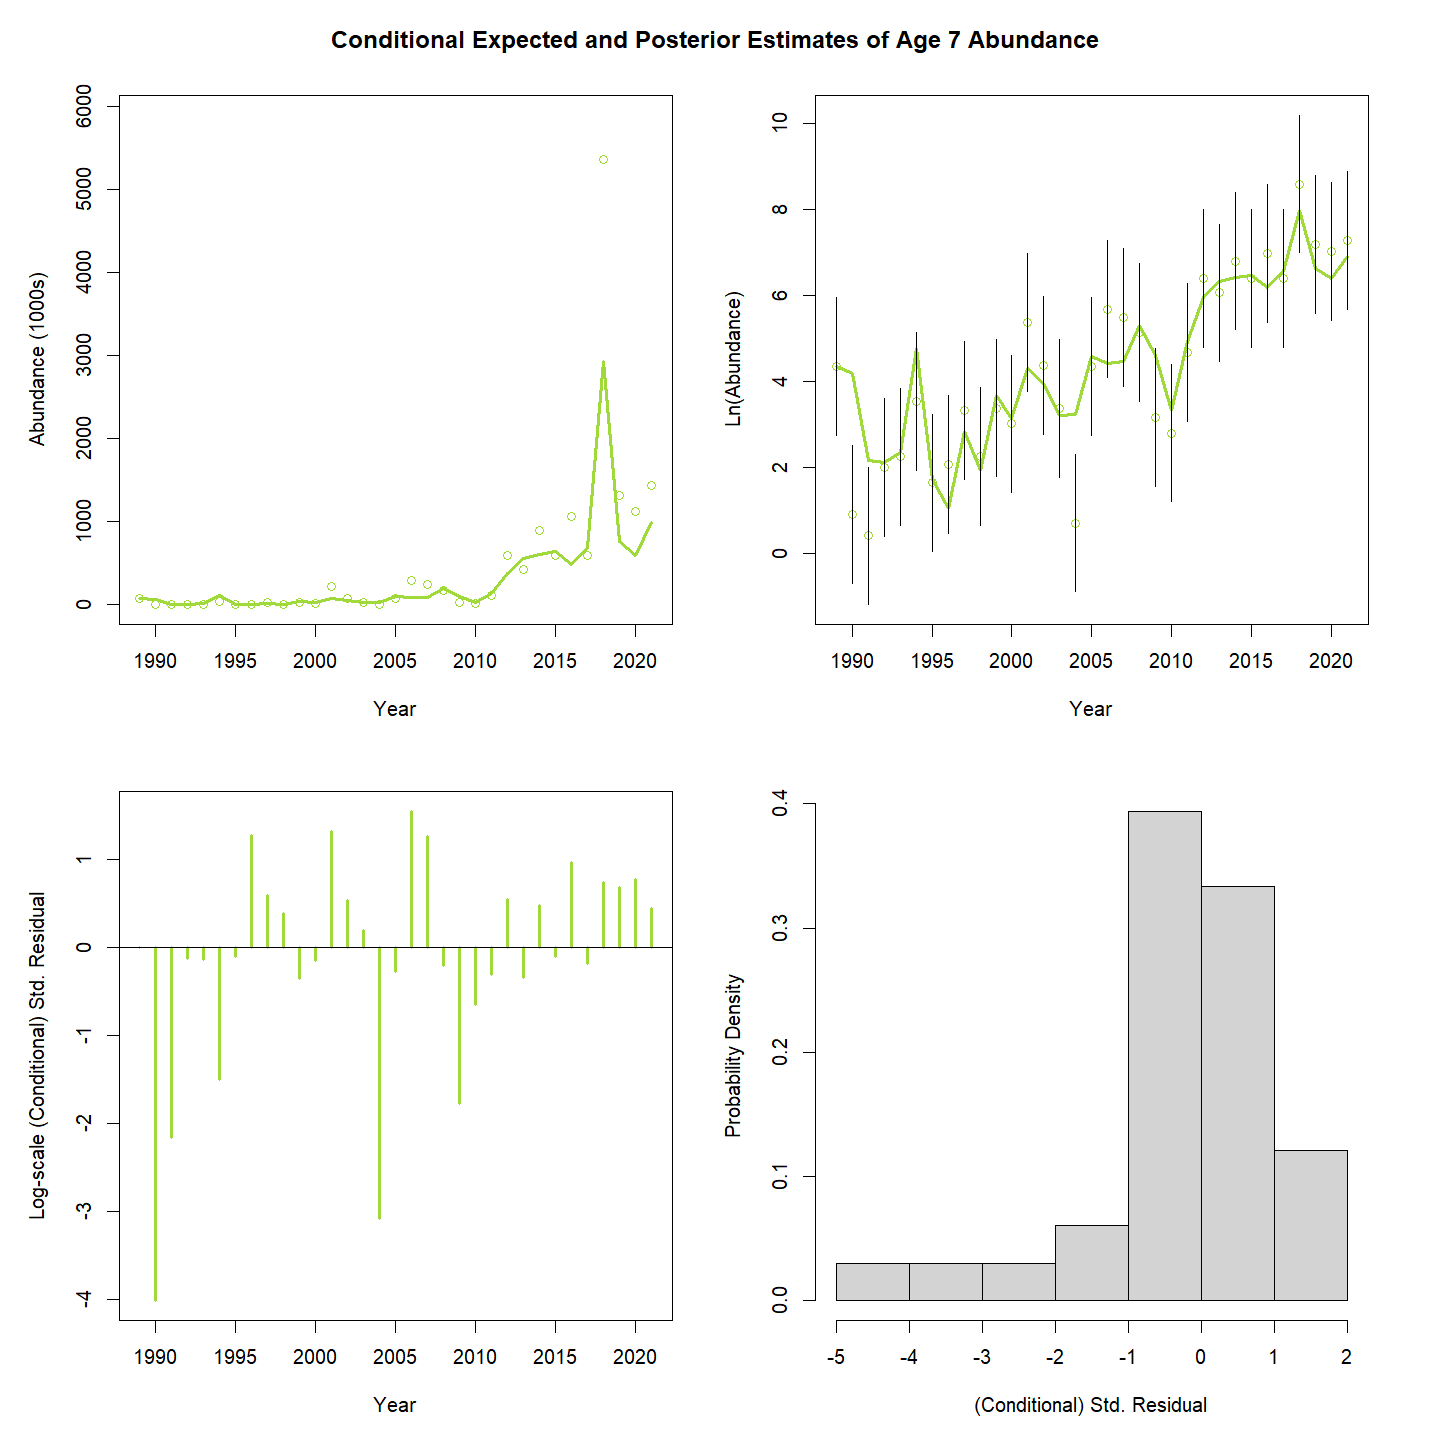 Conditional Expected and Posterior Estimates of Age 7 Abundance
Abundance (1000s)
6000
5000
4000
3000
2000
1000
0
1990 1995 2000 2005 2010 2015 2020
Year
Ln(Abundance)
10
8
6
4
2
0
1990 1995 2000 2005 2010 2015 2020
Year
Log-scale (Conditional) Std. Residual
1
0
-1
-2
-3
-4
1990 1995 2000 2005 2010 2015 2020
Year
Probability Density
0.4
0.3
0.2
0.1
0.0
-5 -4 -3 -2 -1 0 1 2
(Conditional) Std. Residual